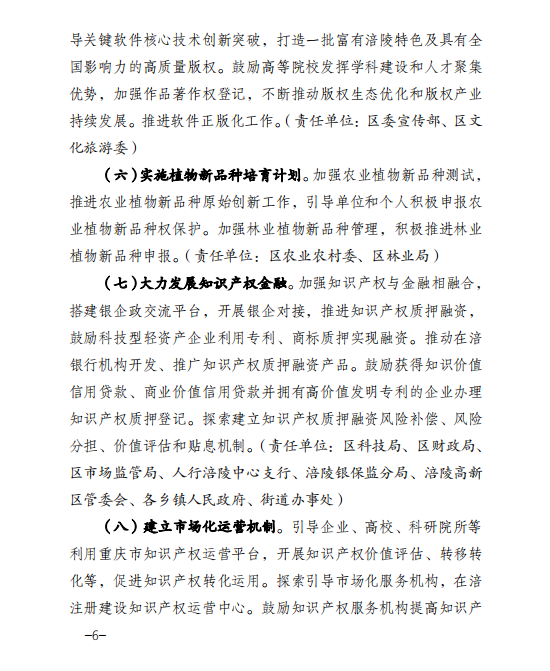 导关键软件核心技术创新突破，打造一批富有涪陵特色及具有全
国影响力的高质量版权。鼓励高等院校发挥学科建设和人才聚集
优势，加强作品著作权登记，不断推动版权生态优化和版权产业
持续发展。推进软件正版化工作。（责任单位：区委宣传部、区文
化旅游委）
（六）实施植物新品种培育计划。加强农业植物新品种测试，
推进农业植物新品种原始创新工作，引导单位和个人积极申报农
业植物新品种权保护。加强林业植物新品种管理，积极推进林业
植物新品种申报。（责任单位：区农业农村委、区林业局）
（七）大力发展知识产权金融。加强知识产权与金融相融合，
搭建银企政交流平台，开展银企对接，推进知识产权质押融资，
鼓励科技型轻资产企业利用专利、商标质押实现融资。推动在涪
银行机构开发、推广知识产权质押融资产品。鼓励获得知识价值
信用贷款、商业价值信用贷款并拥有高价值发明专利的企业办理
知识产权质押登记。探索建立知识产权质押融资风险补偿、风险
分担、价值评估和贴息机制。（责任单位：区科技局、区财政局、
区市场监管局、人行涪陵中心支行、涪陵银保监分局、涪陵高新
区管委会、各乡镇人民政府、街道办事处）
（八）建立市场化运营机制。引导企业、高校、科研院所等
利用重庆市知识产权运营平台，开展知识产权价值评估、转移转
化等，促进知识产权转化运用。探索引导市场化服务机构，在涪
注册建设知识产权运营中心。鼓励知识产权服务机构提高知识产
—6—